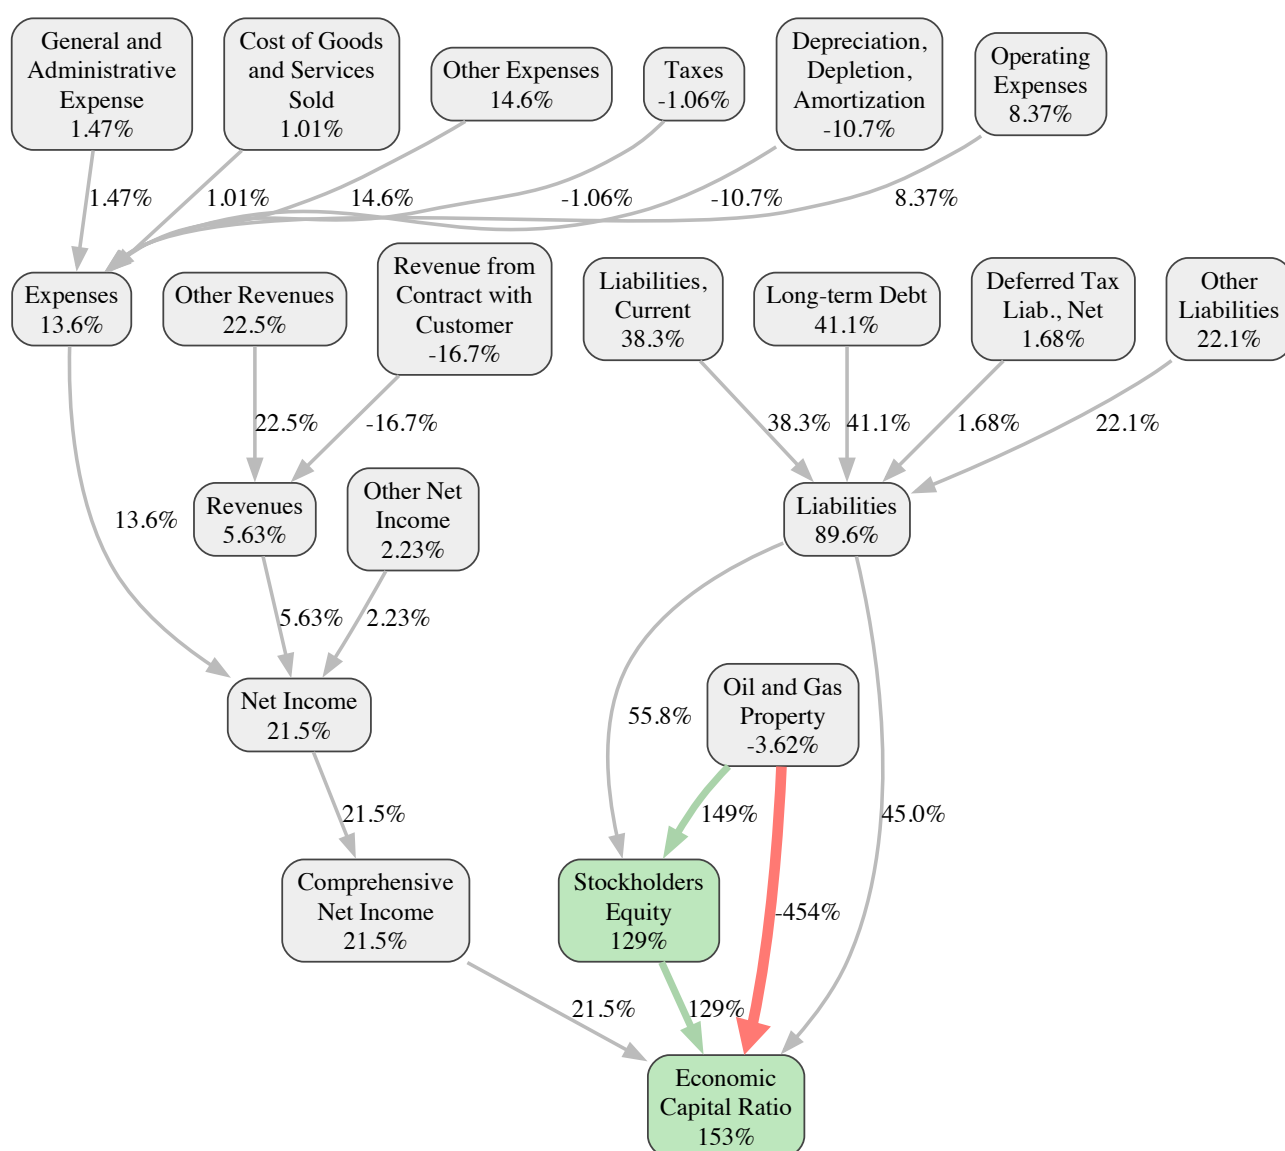 General and
Administrative
Expense
1.47%
Cost of Goods
and Services
Sold
1.01%
Other Expenses
14.6%
Taxes
-1.06%
Depreciation,
Depletion,
Amortization
-10.7%
Operating
Expenses
8.37%
1.47%
1.01%
14.6%
-1.06%
-10.7%
8.37%
Expenses
13.6%
Other Revenues
22.5%
Revenue from
Contract with
Customer
-16.7%
Liabilities,
Current
38.3%
Long-term Debt
41.1%
Deferred Tax
Liab., Net
1.68%
Other
Liabilities
22.1%
22.5%
-16.7%
38.3%
41.1%
1.68%
22.1%
13.6%
Revenues
5.63%
Other Net
Income
2.23%
Liabilities
89.6%
5.63%
2.23%
Net Income
21.5%
55.8%
Oil and Gas
Property
-3.62%
21.5%
149%
45.0%
Comprehensive
Net Income
21.5%
Stockholders
Equity
129%
-454%
21.5%
129%
Economic
Capital Ratio
153%